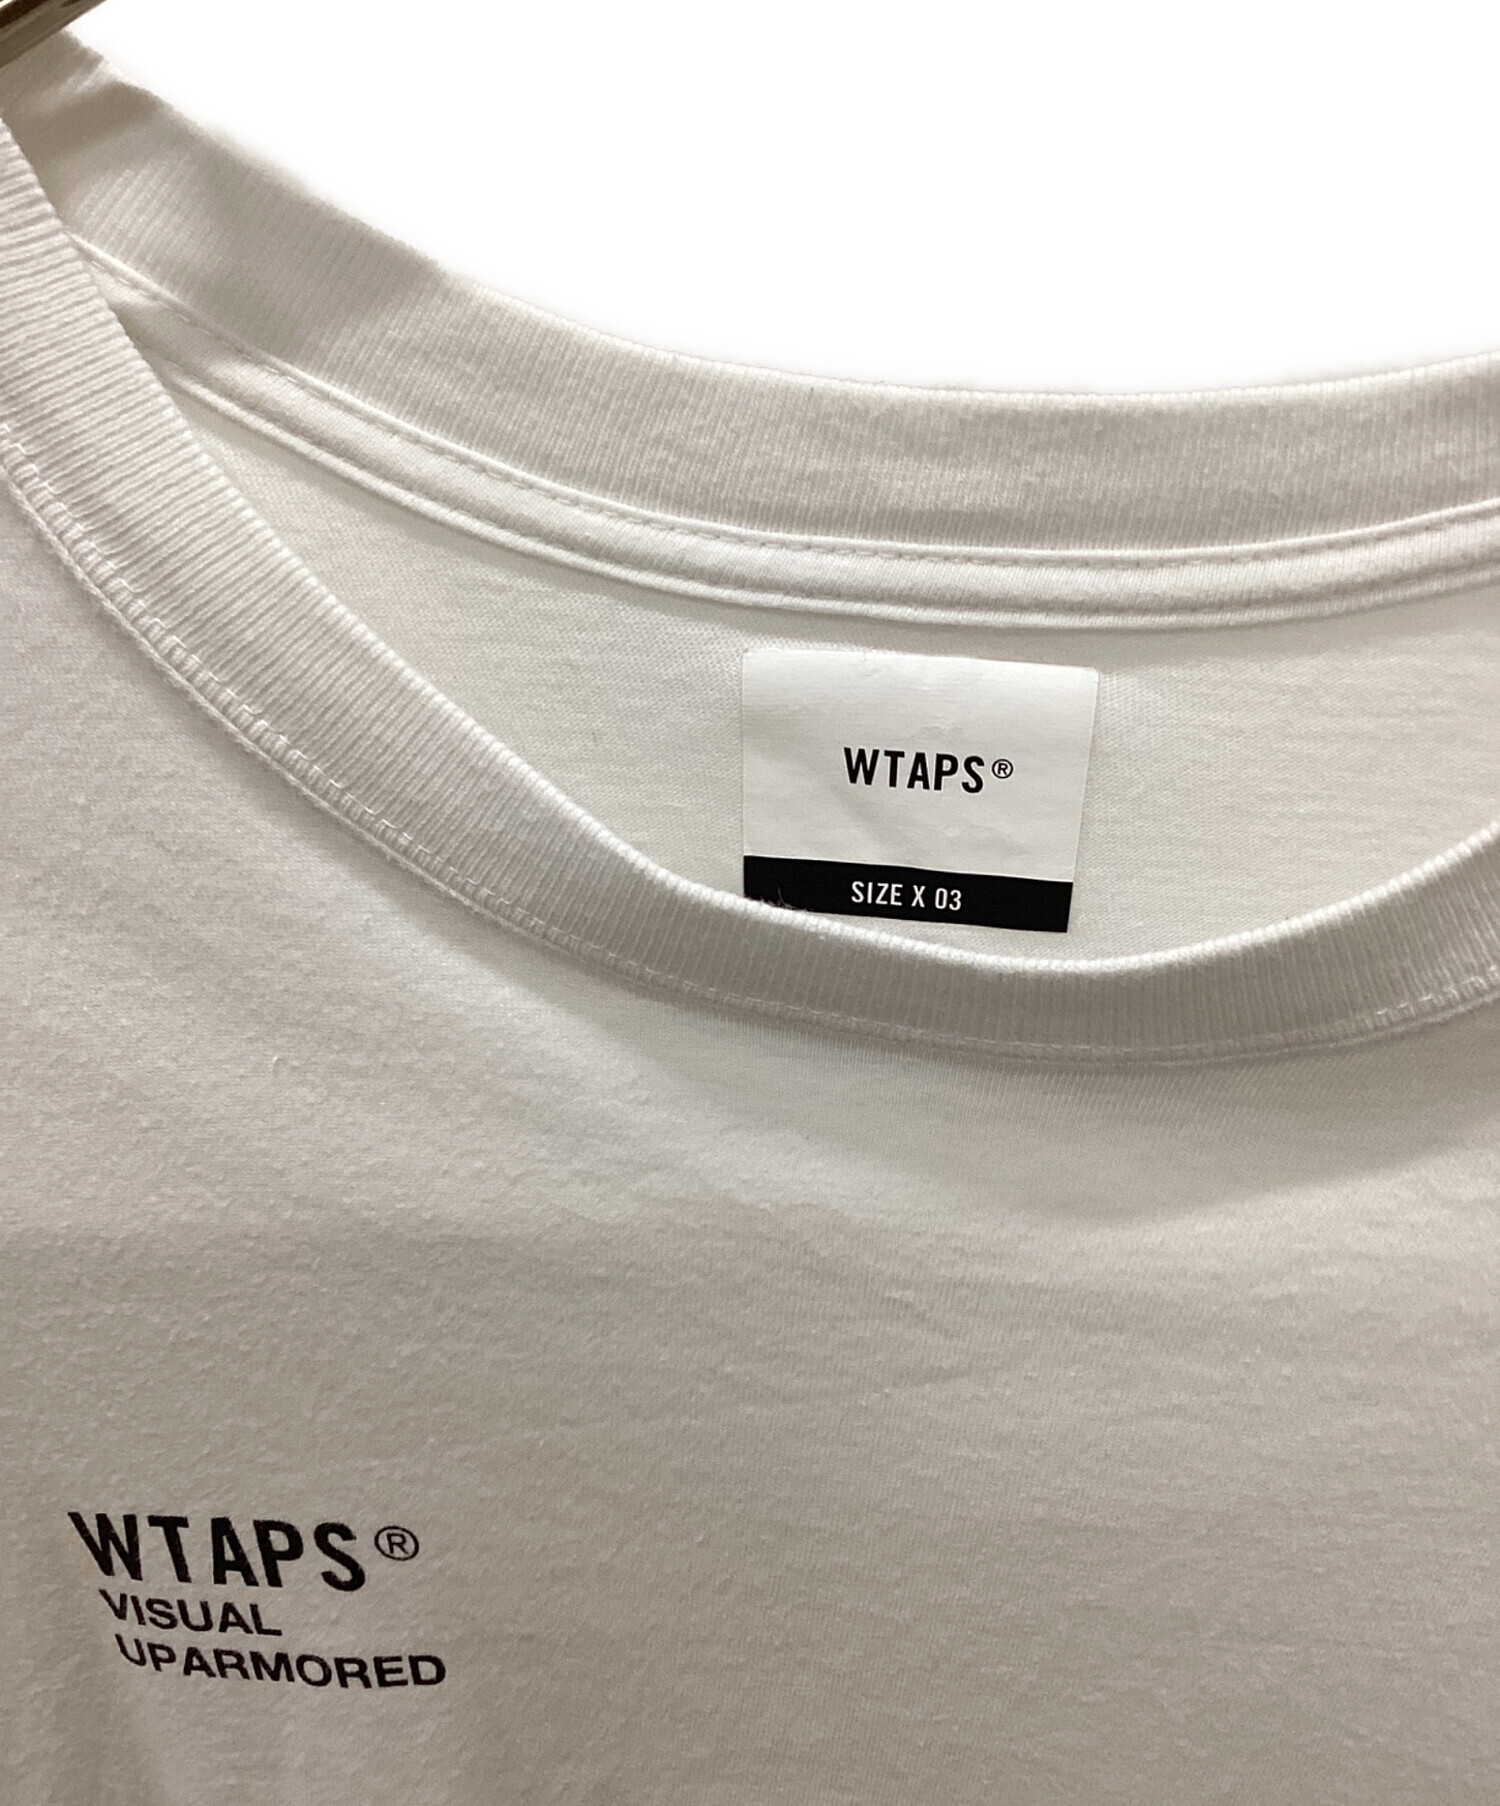 WTAPS®
SIZE X 03
WTAPS®
VISUAL
UPARMORED